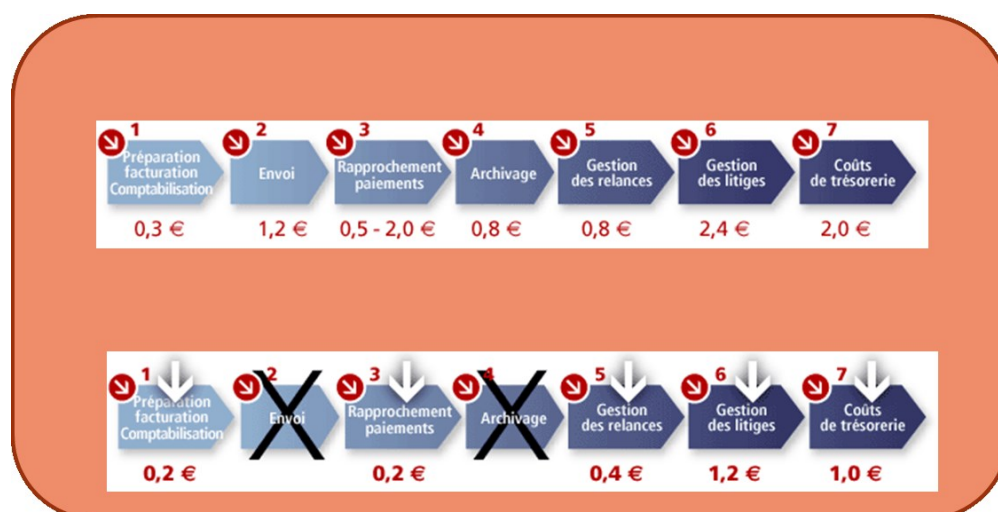 1 2 3 4 5 6 7
Préparation facturation Comptabilisation
Envoi
Rapprochement paiements
Archivage
Gestion des relances
Gestion des litiges
Coûts de trésorerie
0,3 € 1,2 € 0,5 - 2,0 € 0,8 € 0,8 € 2,4 € 2,0 €
1 2 3 4 5 6 7
Préparation facturation Comptabilisation
Envoi
Rapprochement paiements
Archivage
Gestion des relances
Gestion des litiges
Coûts de trésorerie
0,2 € 0,2 € 0,4 € 1,2 € 1,0 €